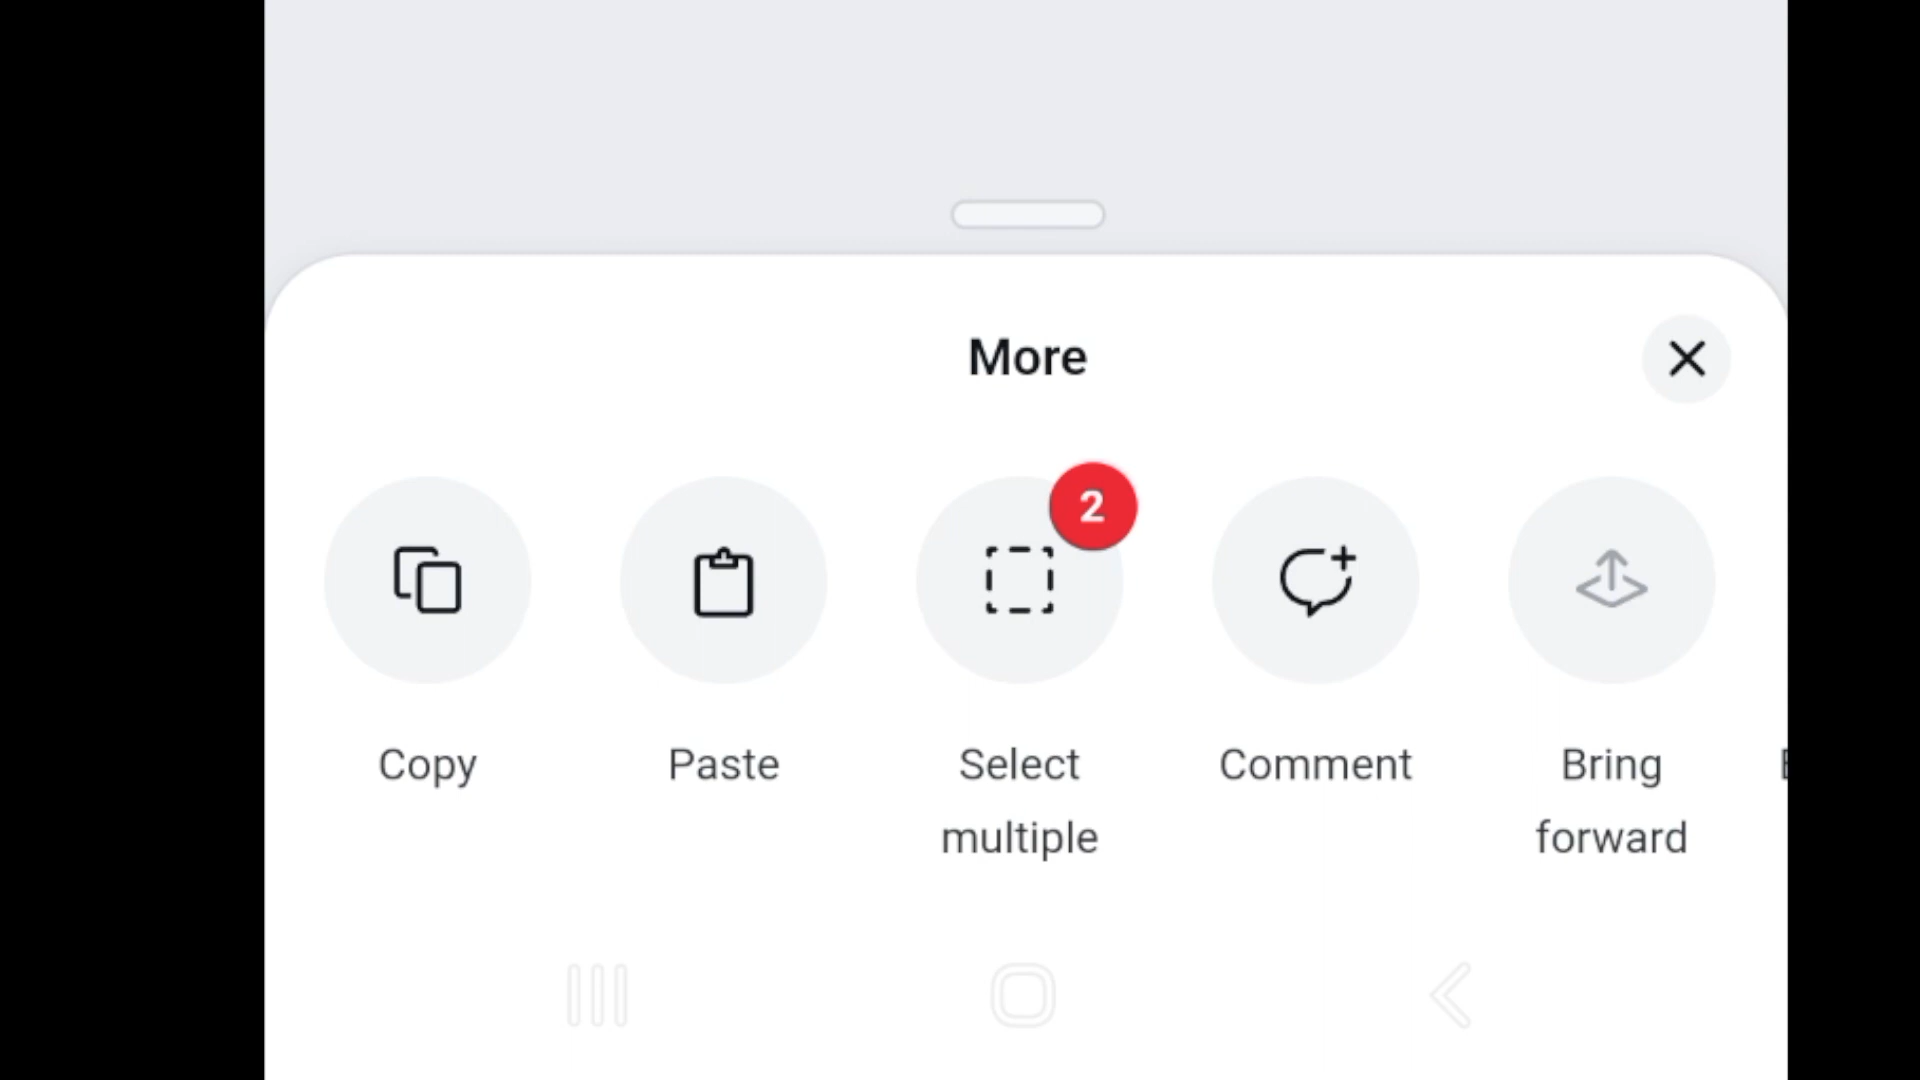 More
2
Copy
Paste
Select
multiple
Comment
Bring
forward